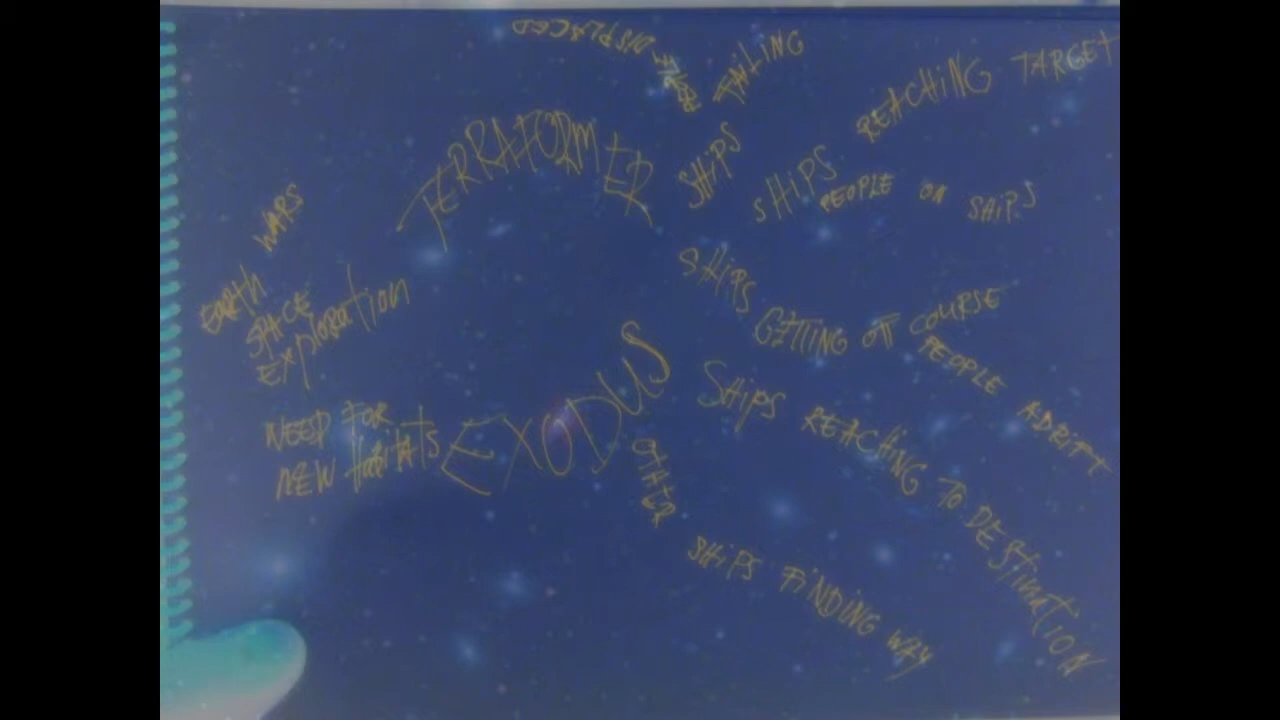 PEOPLE DISPLACED
TERRAFORMER
SHIPS FAILING
SHIPS REACHING TARGET
PEOPLE ON SHIPS
EARTH WARS
SPACE
EXPLORATION
SHIPS GETTING OFF COURSE
PEOPLE ADRIFT
NEED FOR
NEW HABITATS
EXODUS
SHIPS REACHING TO DESTINATION
OTHER SHIPS FINDING WAY